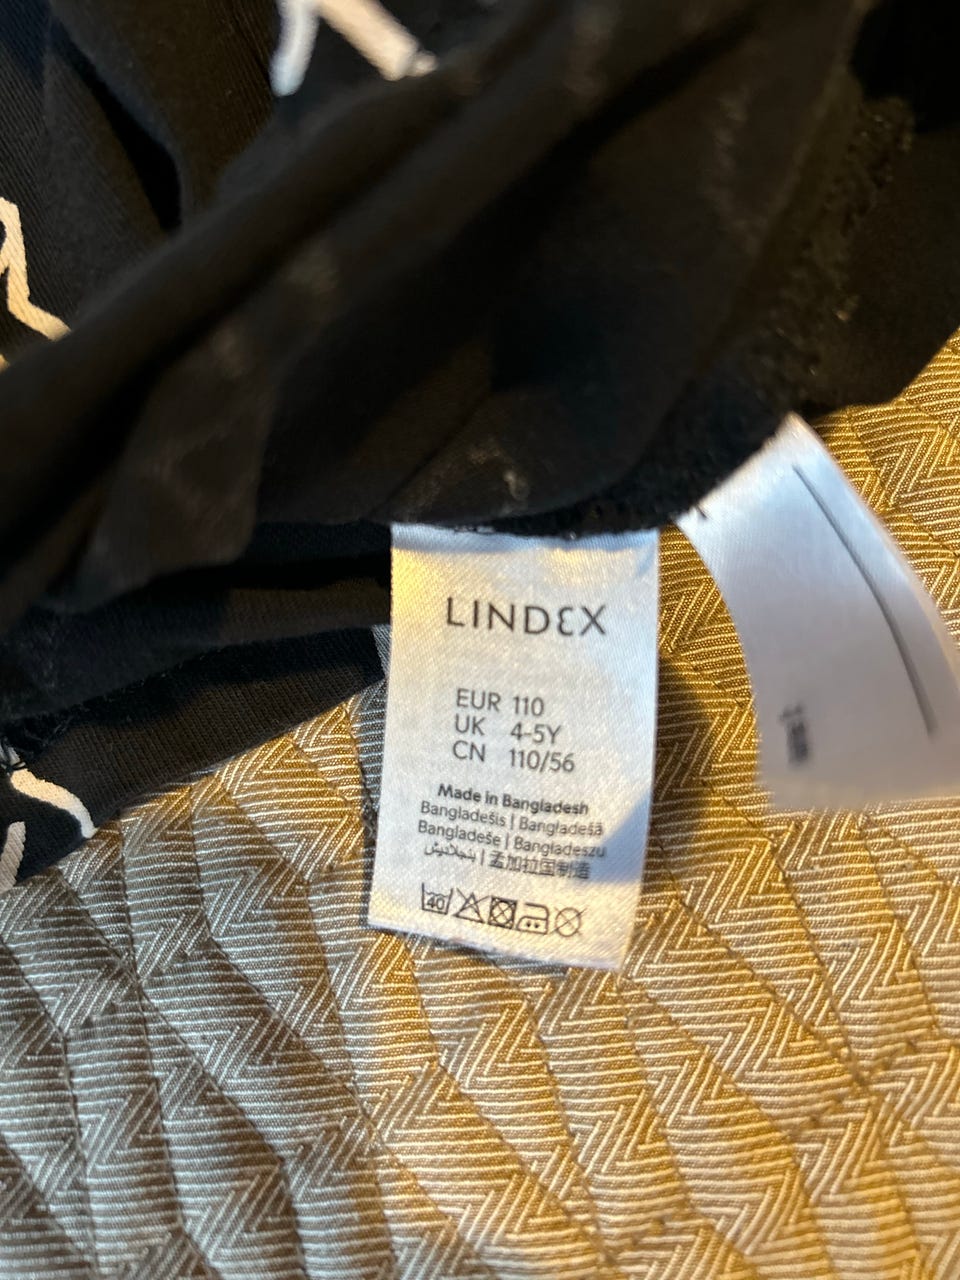 LINDEX
EUR 110
UK 4-5Y
CN 110/56
Made in Bangladesh
Bangladešis | Bangladešā
Bangladeše | Bangladeszu
بنجلاديش | 孟加拉国制造
40